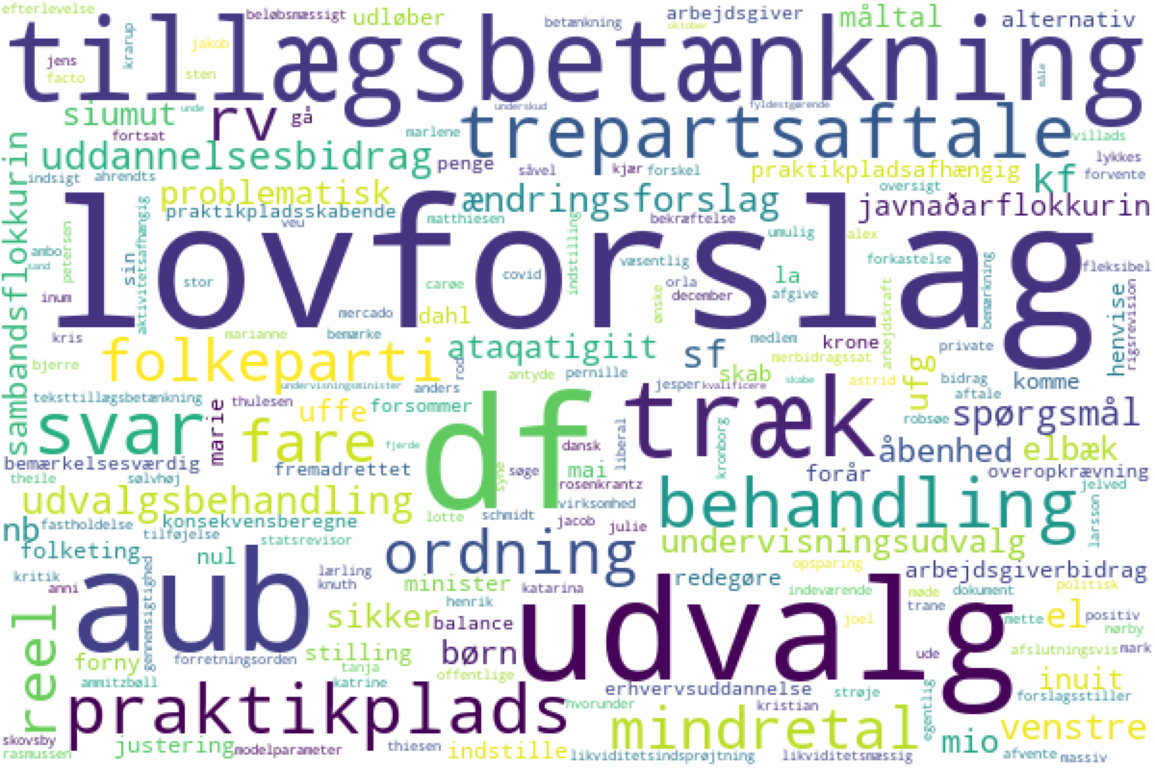 efterlevelse
beløbsmæssigt
udløber
betænkning
arbejdsgiver
måltal
alternativ
tillægsbetænkning
krarup
jakob
oktober
jens
facto
sten
måle
siumut
unde
rv
gå
underskud
fyldestgørende
fortsat
marlene
trepartsaftale
villads
uddannelsesbidrag
penge
såvel
kjær
forskel
praktikpladsafhængig
lykkes
indsigt
ahrendts
oversigt
kf
forvente
problematisk
ændringsforslag
javnaðarflokkurin
sambandsflokkurin
praktikpladsskabende
matthiesen
bekræftelse
veu
umulig
alex
lovforslag
ambo
sand
petersen
sin
aktivitetsafhængig
indstilling
væsentlig
forkastelse
fleksibel
stor
covid
la
carøe
orla
december
afgive
ønske
bemærkning
inum
mercado
dahl
arbejdskraft
henvise
rigsrevision
kris
marianne
bemærke
medlem
krone
private
folkeparti
ataqatigiit
sf
merbidragssat
bjerre
rod
antyde
pernille
skab
ufg
bidrag
komme
teksttillægsbetænkning
undervisningsminister
anders
jesper
kvalificere
skabe
astrid
aftale
thulesen
uffe
forsommer
df
træk
robsøe
spørgsmål
svar
marie
fare
fjerde
dansk
liberal
kronborg
åbenhed
elbæk
bemærkelsesværdig
fremadrettet
søge
syne
mai
forår
overopkrævning
theile
sølvhøj
rosenkrantz
jelved
udvalgsbehandling
virksomhed
behandling
larsson
nb
fastholdelse
konsekvensberegne
lotte
schmidt
jacob
julie
tilføjelse
statsrevisor
ordning
undervisningsudvalg
folketing
nul
opsparing
kritik
anni
aub
lærling
knuth
minister
katarina
redegøre
arbejdsgiverbidrag
indeværende
møde
dokument
politisk
reel
gennemsigtighed
henrik
udvalg
trane
el
positiv
sikker
balance
joel
mette
nørby
forny
forretningsorden
stilling
børn
ude
afslutningsvis
mark
tanja
ammitzbøll
katrine
offentlige
erhvervsuddannelse
strøje
egentlig
inuit
forslagsstiller
praktikplads
hvorunder
kristian
mindretal
venstre
skovsby
rasmussen
justering
modelparameter
thiesen
indstille
likviditetsindsprøjtning
likviditetsmæssig
mio
afvente
massiv